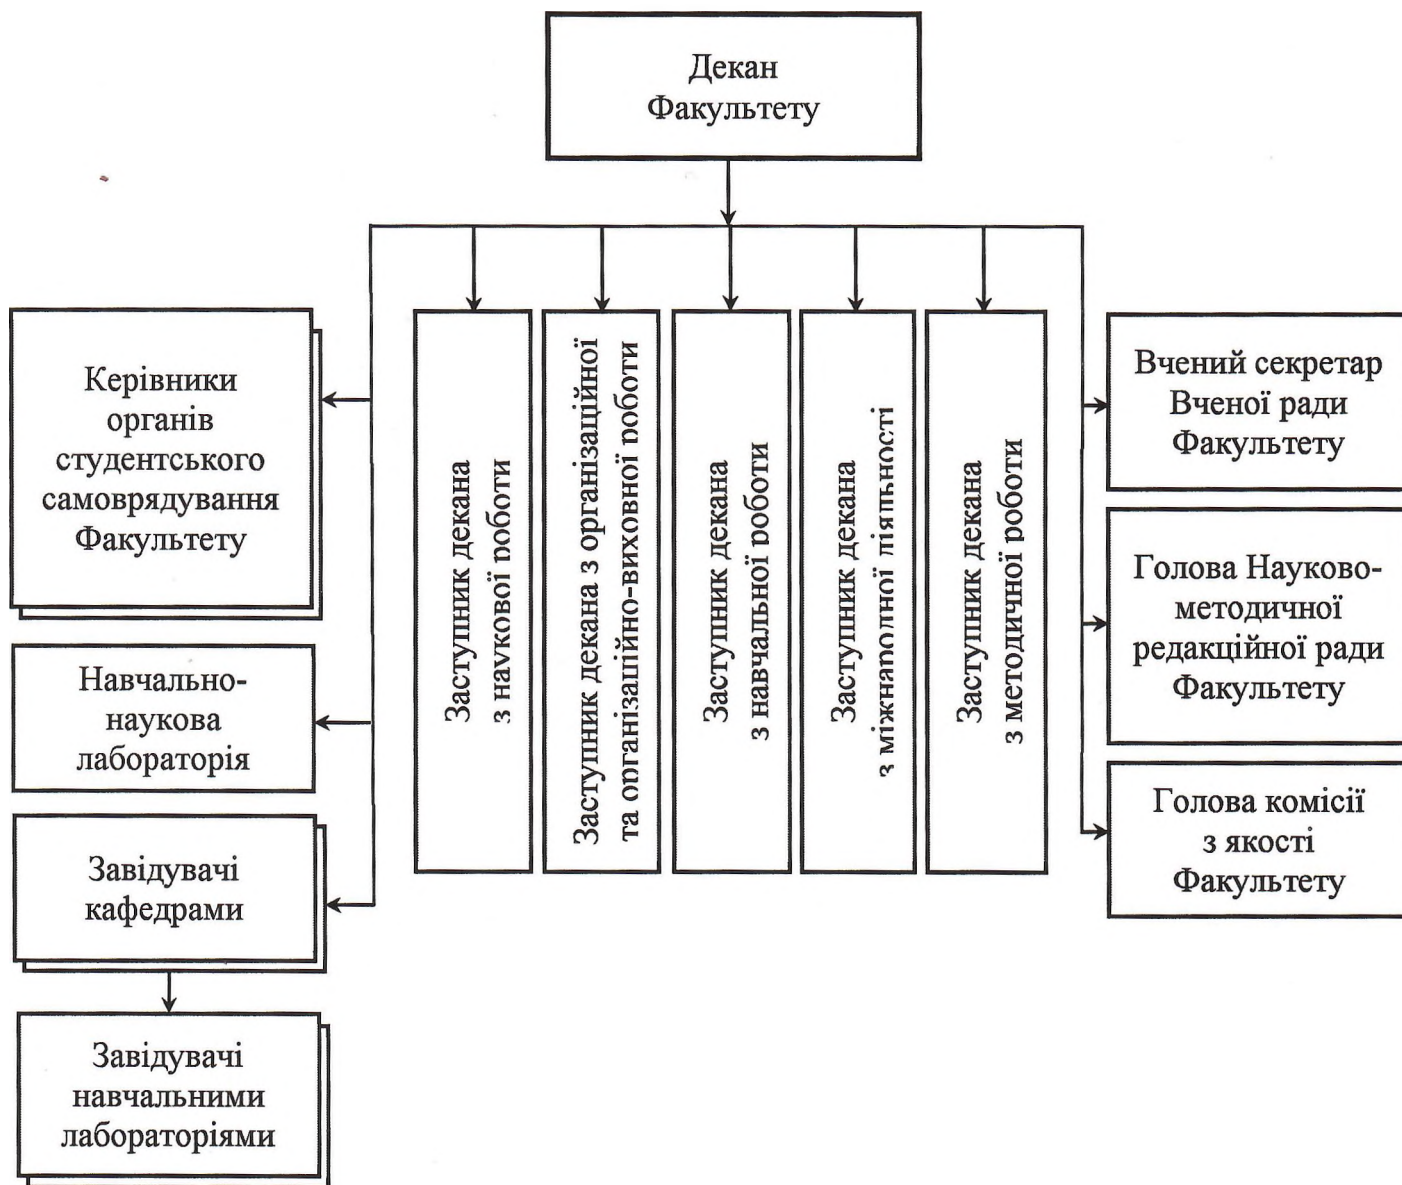 Декан
Факультету
Керівники
органів
студентського
самоврядування
Факультету
Навчально-
наукова
лабораторія
Завідувачі
кафедрами
Завідувачі
навчальними
лабораторіями
Заступник декана
з наукової роботи
Заступник декана з організаційної
та організаційно-виховної роботи
Заступник декана
з навчальної роботи
Заступник декана
з міжнародної діяльності
Заступник декана
з методичної роботи
Вчений секретар
Вченої ради
Факультету
Голова Науково-
методичної
редакційної ради
Факультету
Голова комісії
з якості
Факультету